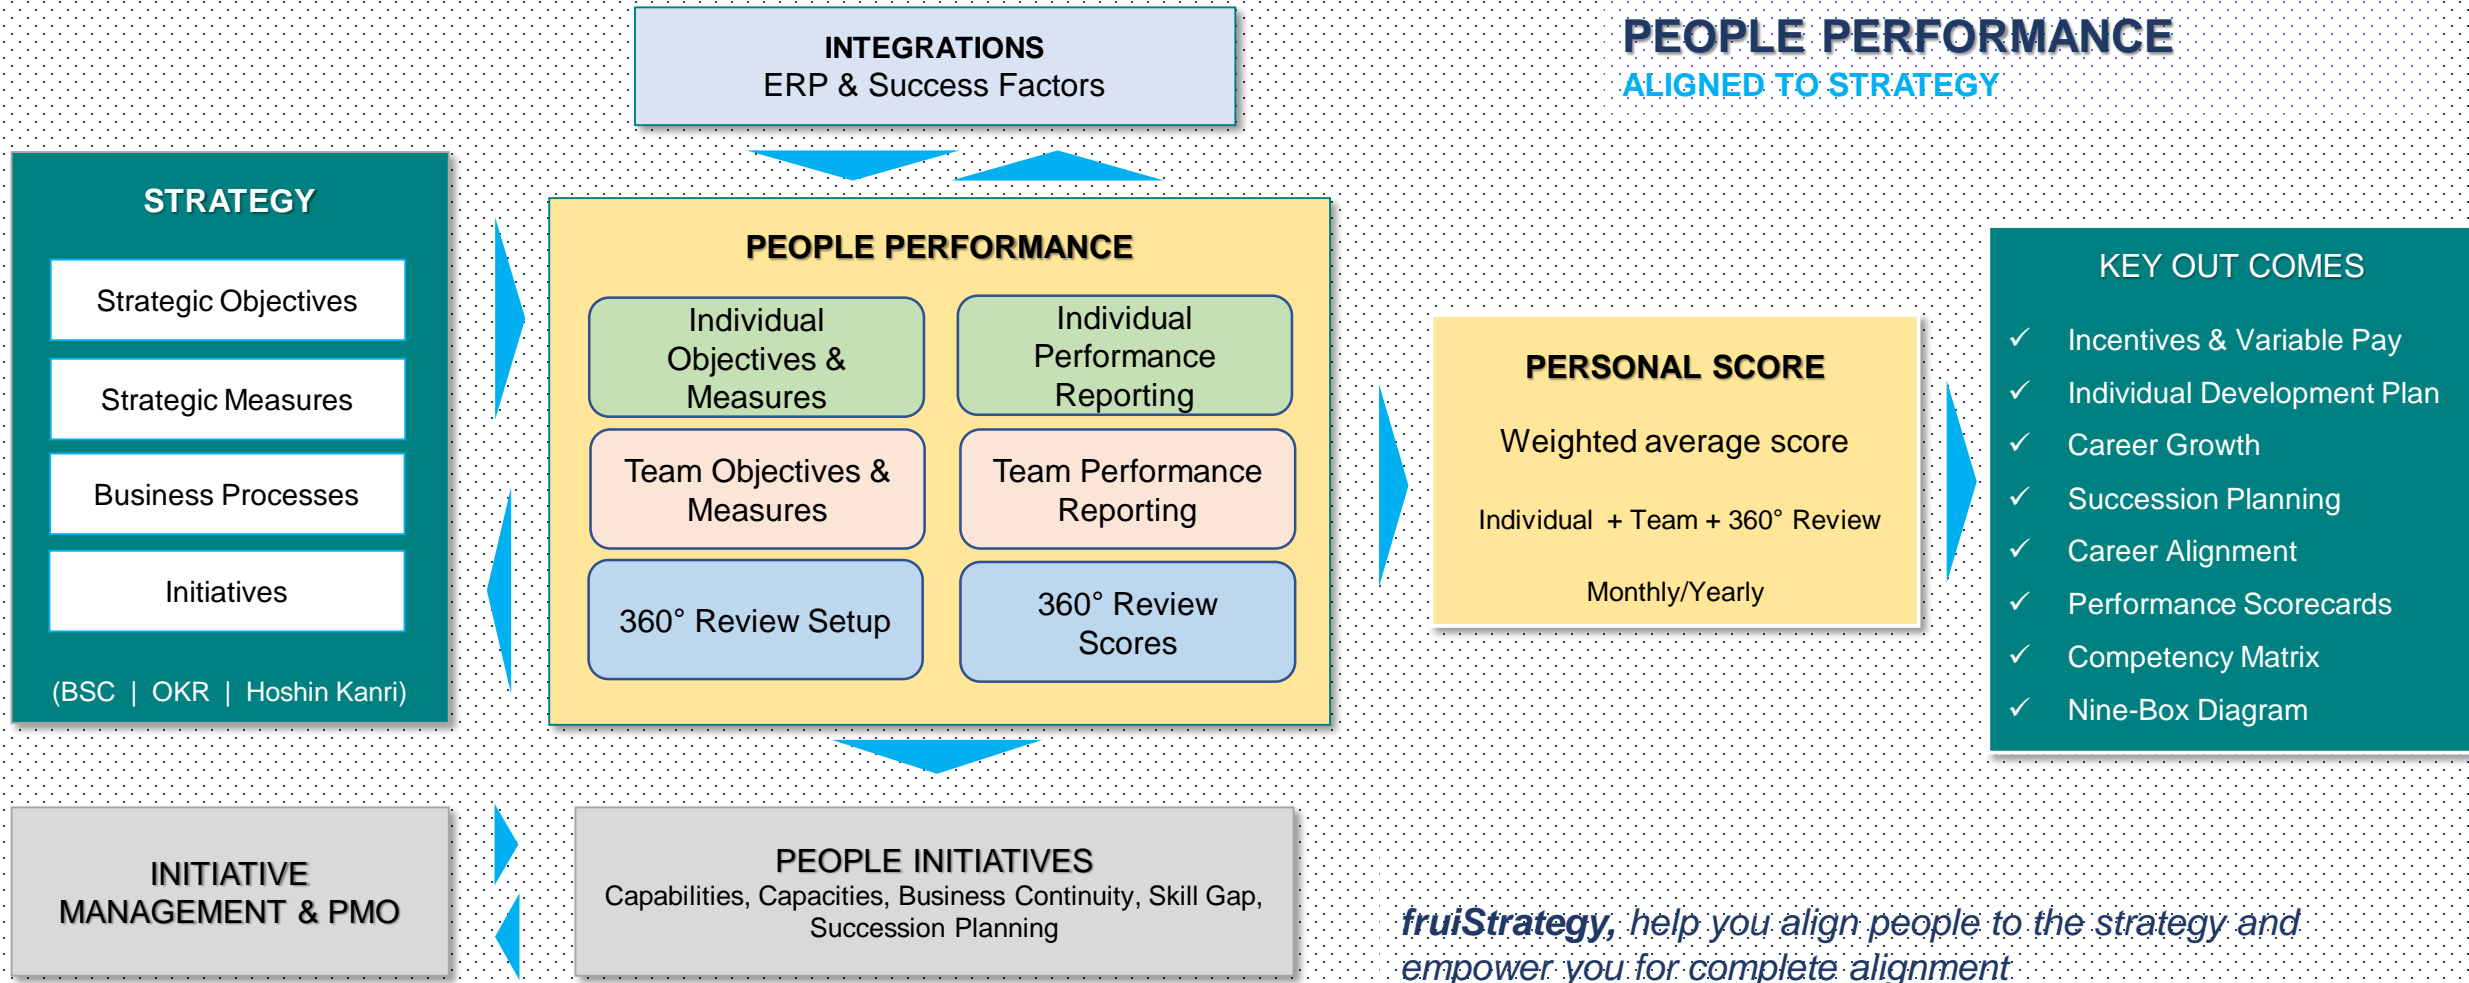 INTEGRATIONS
ERP & Success Factors
PEOPLE PERFORMANCE
ALIGNED TO STRATEGY
STRATEGY
Strategic Objectives
Strategic Measures
Business Processes
Initiatives
(BSC | OKR | Hoshin Kanri)
PEOPLE PERFORMANCE
Individual
Objectives &
Measures
Individual
Performance
Reporting
Team Objectives &
Measures
Team Performance
Reporting
360° Review Setup
360° Review
Scores
PERSONAL SCORE
Weighted average score
Individual + Team + 360° Review
Monthly/Yearly
KEY OUT COMES
✓ Incentives & Variable Pay
✓ Individual Development Plan
✓ Career Growth
✓ Succession Planning
✓ Career Alignment
✓ Performance Scorecards
✓ Competency Matrix
✓ Nine-Box Diagram
INITIATIVE
MANAGEMENT & PMO
PEOPLE INITIATIVES
Capabilities, Capacities, Business Continuity, Skill Gap,
Succession Planning
fruiStrategy, help you align people to the strategy and
empower you for complete alignment